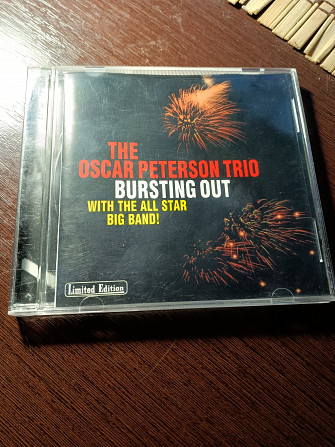 THE
OSCAR PETERSON TRIO
BURSTING OUT
WITH THE ALL STAR
BIG BAND!
Limited Edition